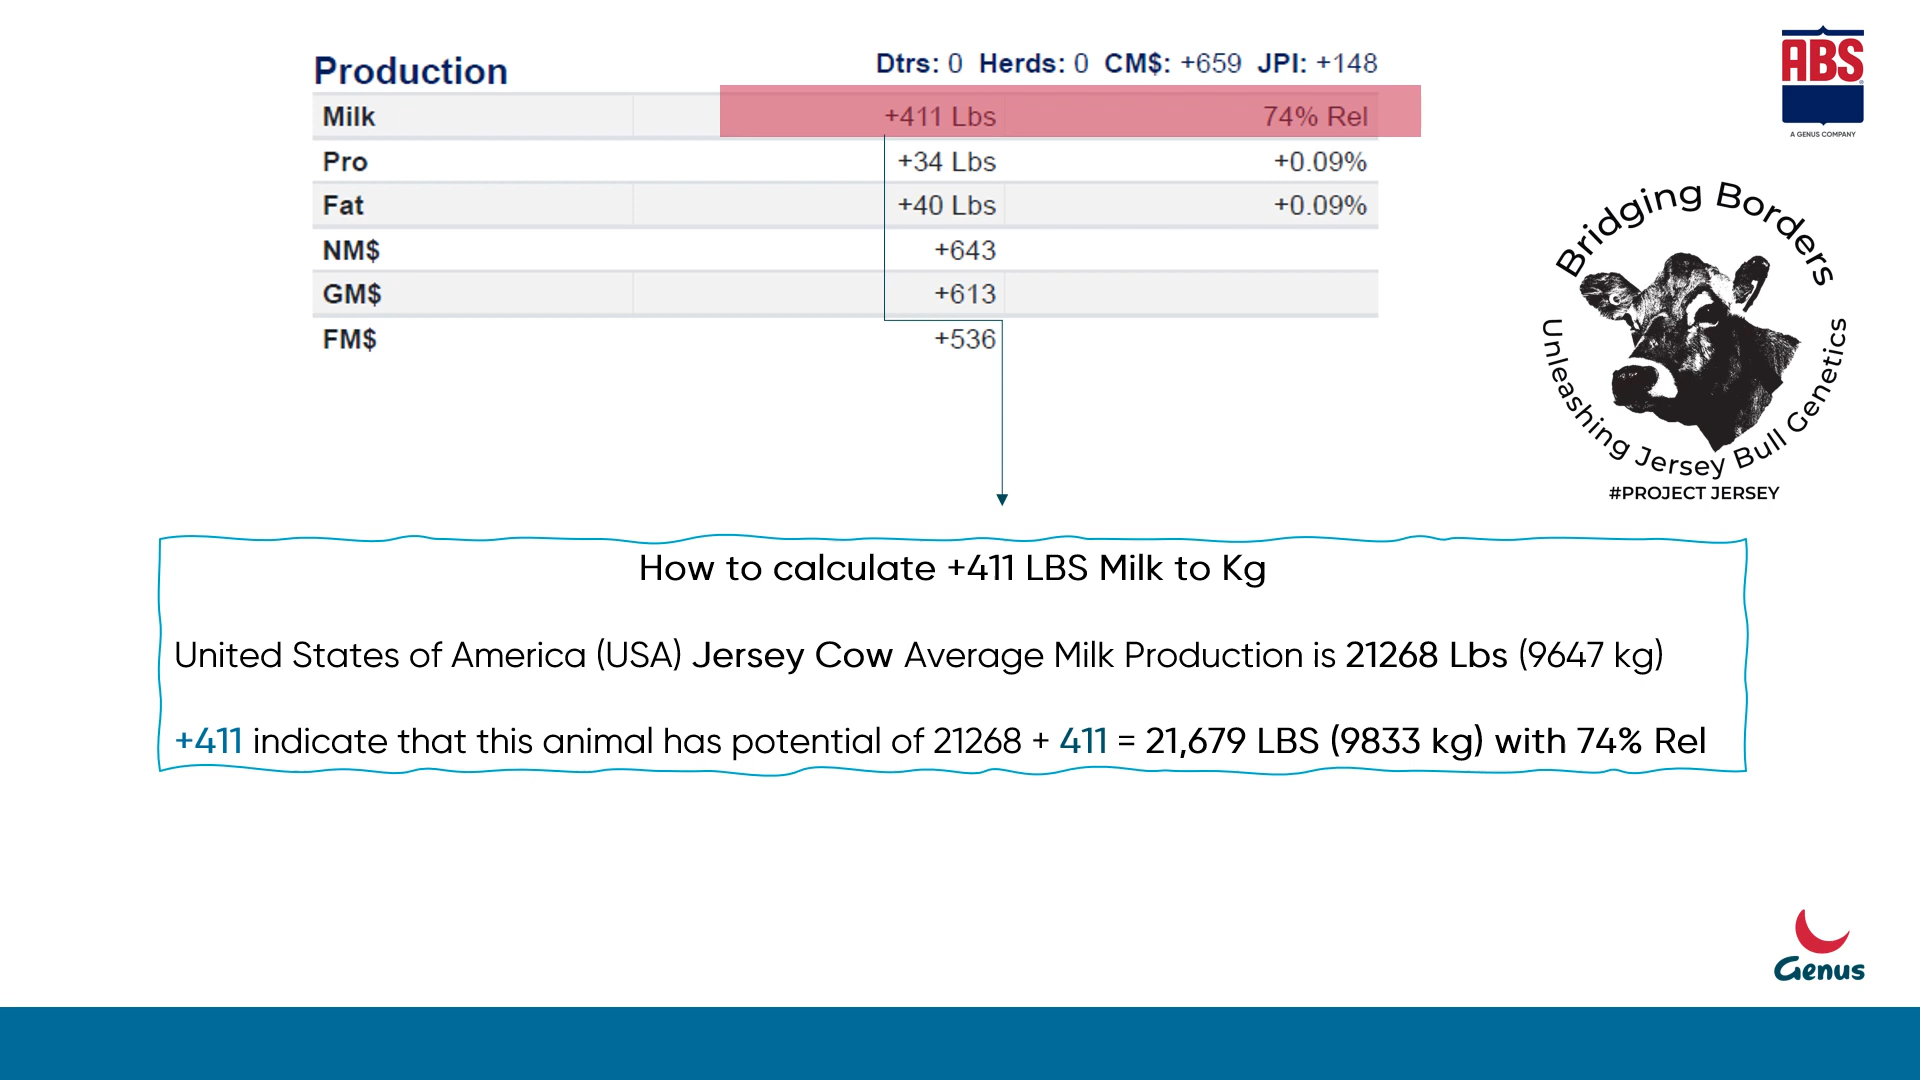 Production
Dtrs: 0 Herds: 0 CM$: +659 JPI: +148
Milk +411 Lbs 74% Rel
Pro +34 Lbs +0.09%
Fat +40 Lbs +0.09%
NM$ +643
GM$ +613
FM$ +536
ABS
A GENUS COMPANY
Bridging Borders
Unleashing Jersey Bull Genetics
#PROJECT JERSEY
How to calculate +411 LBS Milk to Kg
United States of America (USA) Jersey Cow Average Milk Production is 21268 Lbs (9647 kg)
+411 indicate that this animal has potential of 21268 + 411 = 21,679 LBS (9833 kg) with 74% Rel
Genus